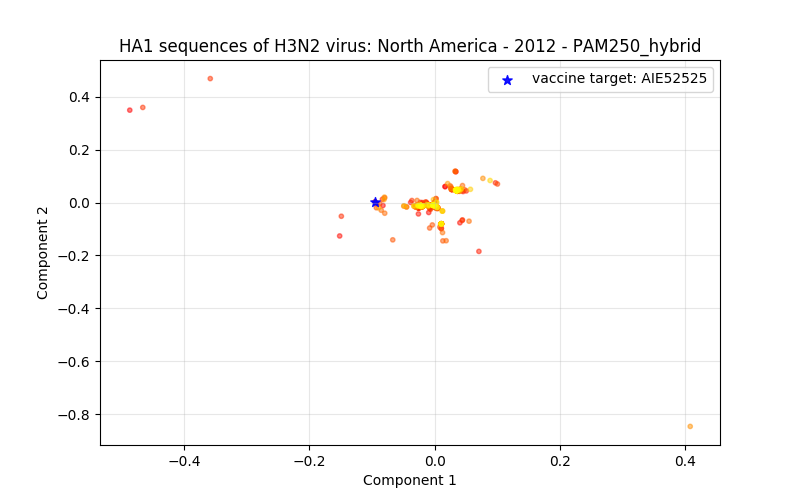 HA1 sequences of H3N2 virus: North America - 2012 - PAM250_hybrid
vaccine target: AIE52525
0.4
0.2
0.0
−0.2
−0.4
−0.6
−0.8
Component 2
−0.4 −0.2 0.0 0.2 0.4
Component 1